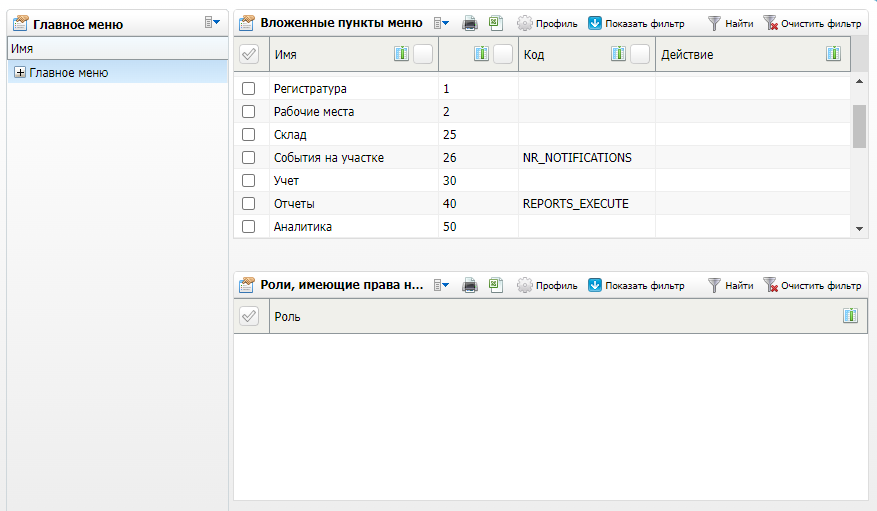 Главное меню
Имя
Главное меню
Вложенные пункты меню Профиль Показать фильтр Найти Очистить фильтр
Имя Код Действие
Регистратура 1
Рабочие места 2
Склад 25
События на участке 26 NR_NOTIFICATIONS
Учет 30
Отчеты 40 REPORTS_EXECUTE
Аналитика 50
Роли, имеющие права н... Профиль Показать фильтр Найти Очистить фильтр
Роль